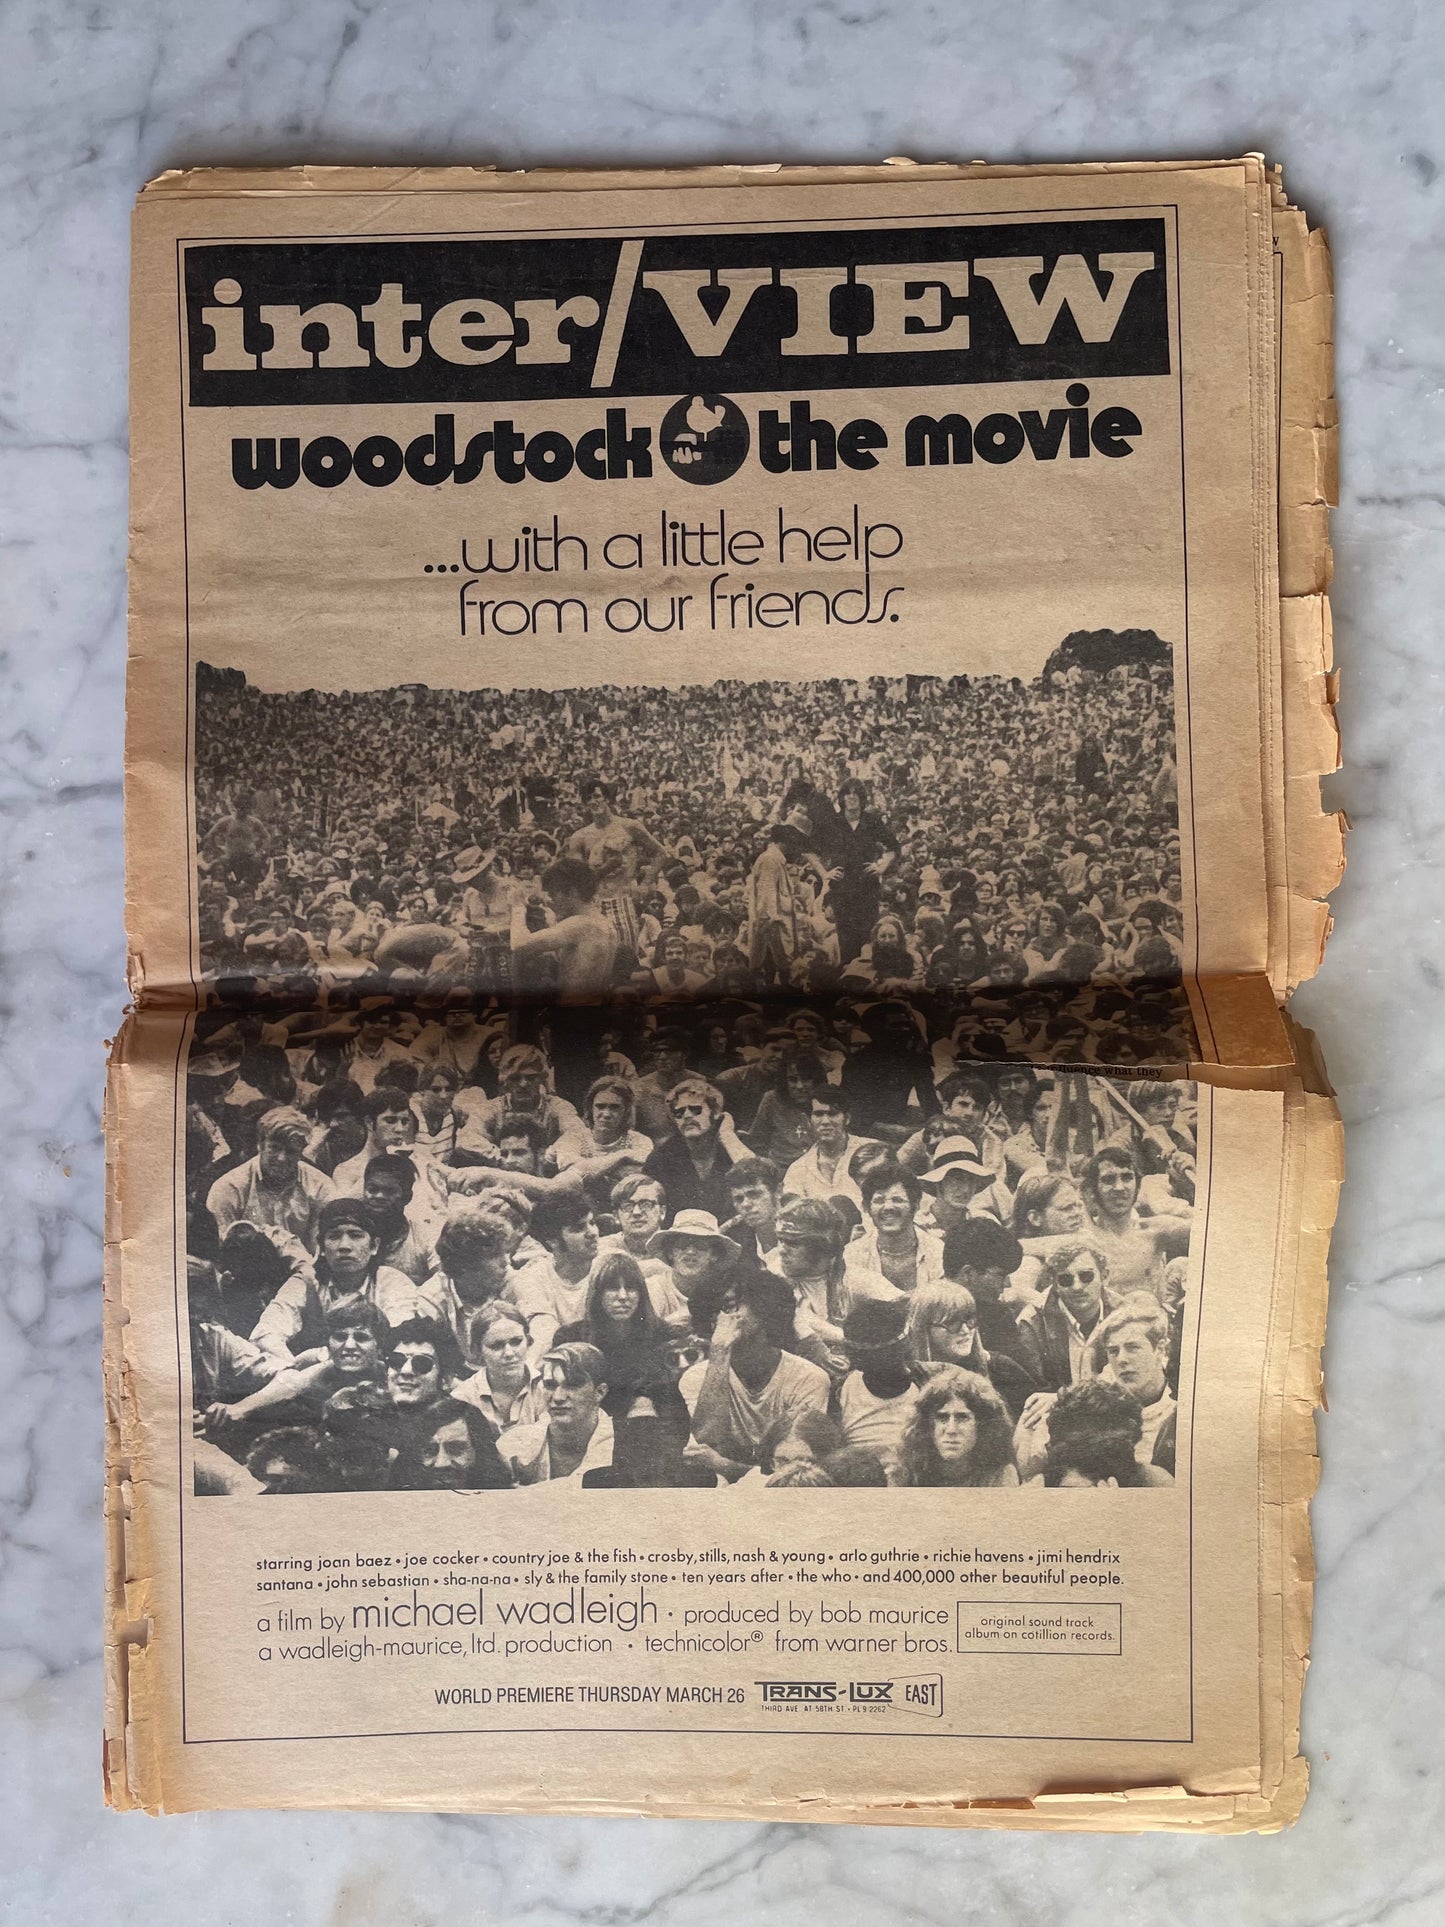 inter/VIEW
woodstock the movie
...with a little help
from our friends.
what they
starring joan baez • joe cocker • country joe & the fish • crosby, stills, nash & young • arlo guthrie • richie havens • jimi hendrix
santana • john sebastian • sha-na-na • sly & the family stone • ten years after • the who • and 400,000 other beautiful people.
a film by michael wadleigh • produced by bob maurice
a wadleigh-maurice, ltd. production • technicolor® from warner bros.
original sound track
album on cotillion records.
WORLD PREMIERE THURSDAY MARCH 26 TRANS-LUX EAST
THIRD AVE AT 58TH ST • PL 9 2262